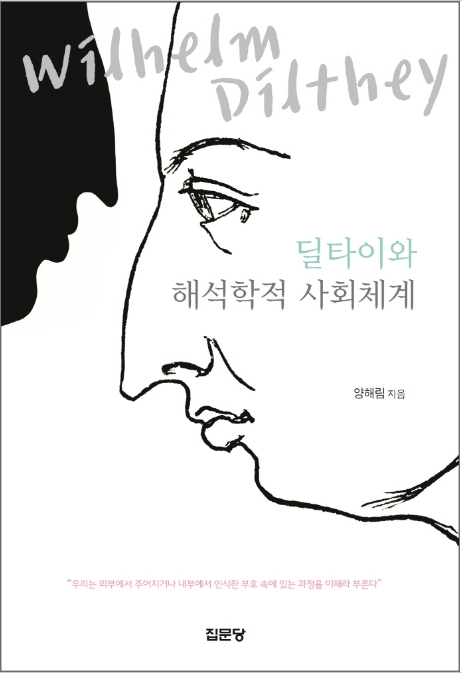 Wilhelm
Dilthey
딜타이와
해석학적 사회체계
양해림 지음
"우리는 외부에서 주어지거나 내부에서 인식한 부호 속에 있는 과정을 이해라 부른다"
집문당